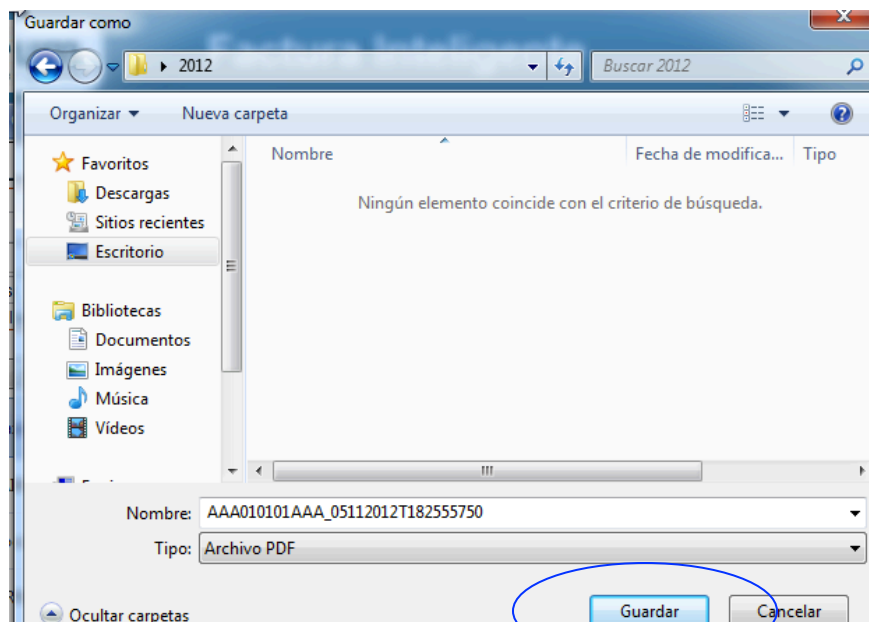 Guardar como
Factura Inteligente
2012
Buscar 2012
Organizar
Nueva carpeta
Favoritos
Descargas
Sitios recientes
Escritorio
Bibliotecas
Documentos
Imágenes
Música
Vídeos
Nombre
Fecha de modifica...
Tipo
Ningún elemento coincide con el criterio de búsqueda.
Nombre: AAA010101AAA_05112012T182555750
Tipo: Archivo PDF
Ocultar carpetas
Guardar
Cancelar